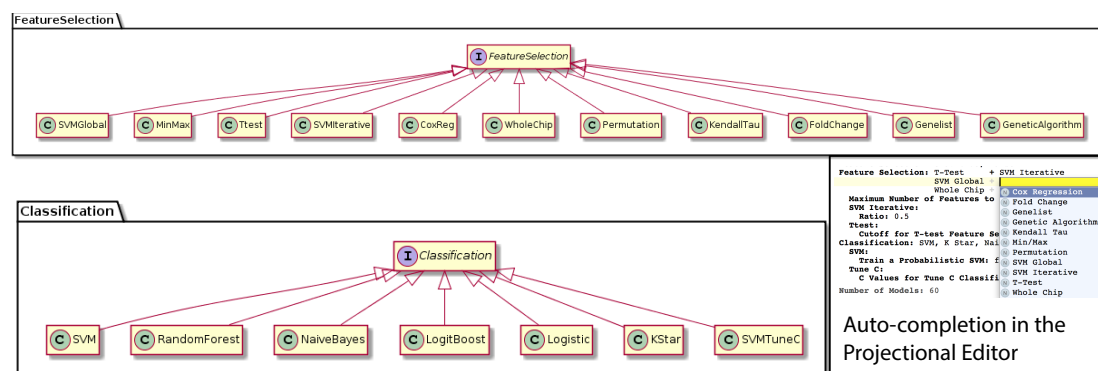 FeatureSelection
I FeatureSelection
C SVMGlobal C MinMax C Ttest C SVMIterative C CoxReg C WholeChip C Permutation C KendallTau C FoldChange C Genelist C GeneticAlgorithm
Classification
I Classification
C SVM C RandomForest C NaiveBayes C LogitBoost C Logistic C KStar C SVMTuneC
Feature Selection: T-Test + SVM Iterative
SVM Global +
Whole Chip +
Maximum Number of Features to
SVM Iterative:
Ratio: 0.5
Ttest:
Cutoff for T-test Feature Se
Classification: SVM, K Star, Nai
SVM:
Train a Probabilistic SVM: f
Tune C:
C Values for Tune C Classifi
Number of Models: 60
N Cox Regression
N Fold Change
N Genelist
N Genetic Algorithm
N Kendall Tau
N Min/Max
N Permutation
N SVM Global
N SVM Iterative
N T-Test
N Whole Chip
Auto-completion in the
Projectional Editor